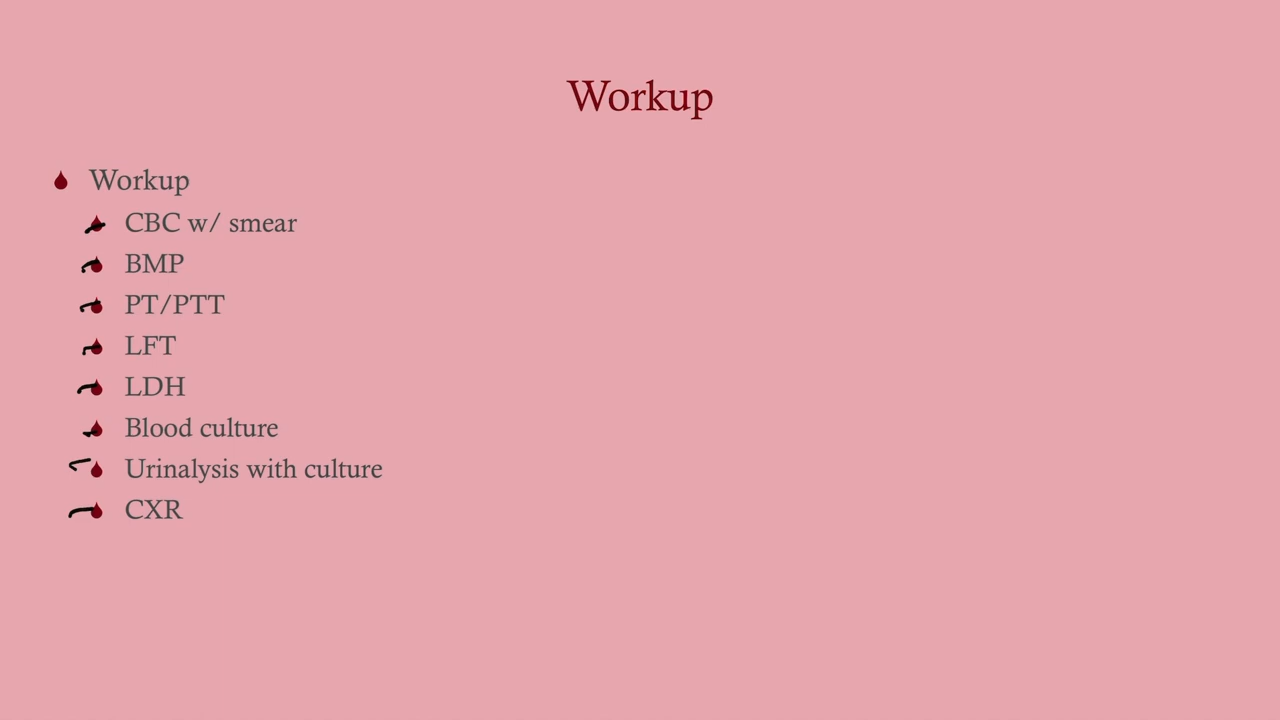 Workup
Workup
CBC w/ smear
BMP
PT/PTT
LFT
LDH
Blood culture
Urinalysis with culture
CXR